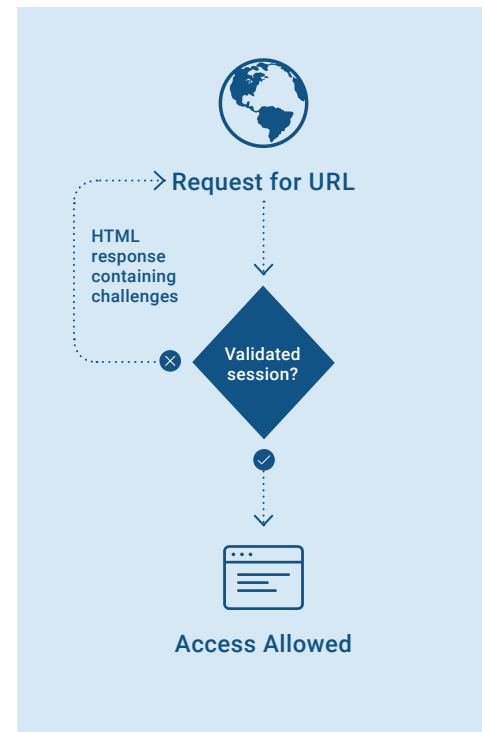 Request for URL
HTML
response
containing
challenges
Validated
session?
Access Allowed